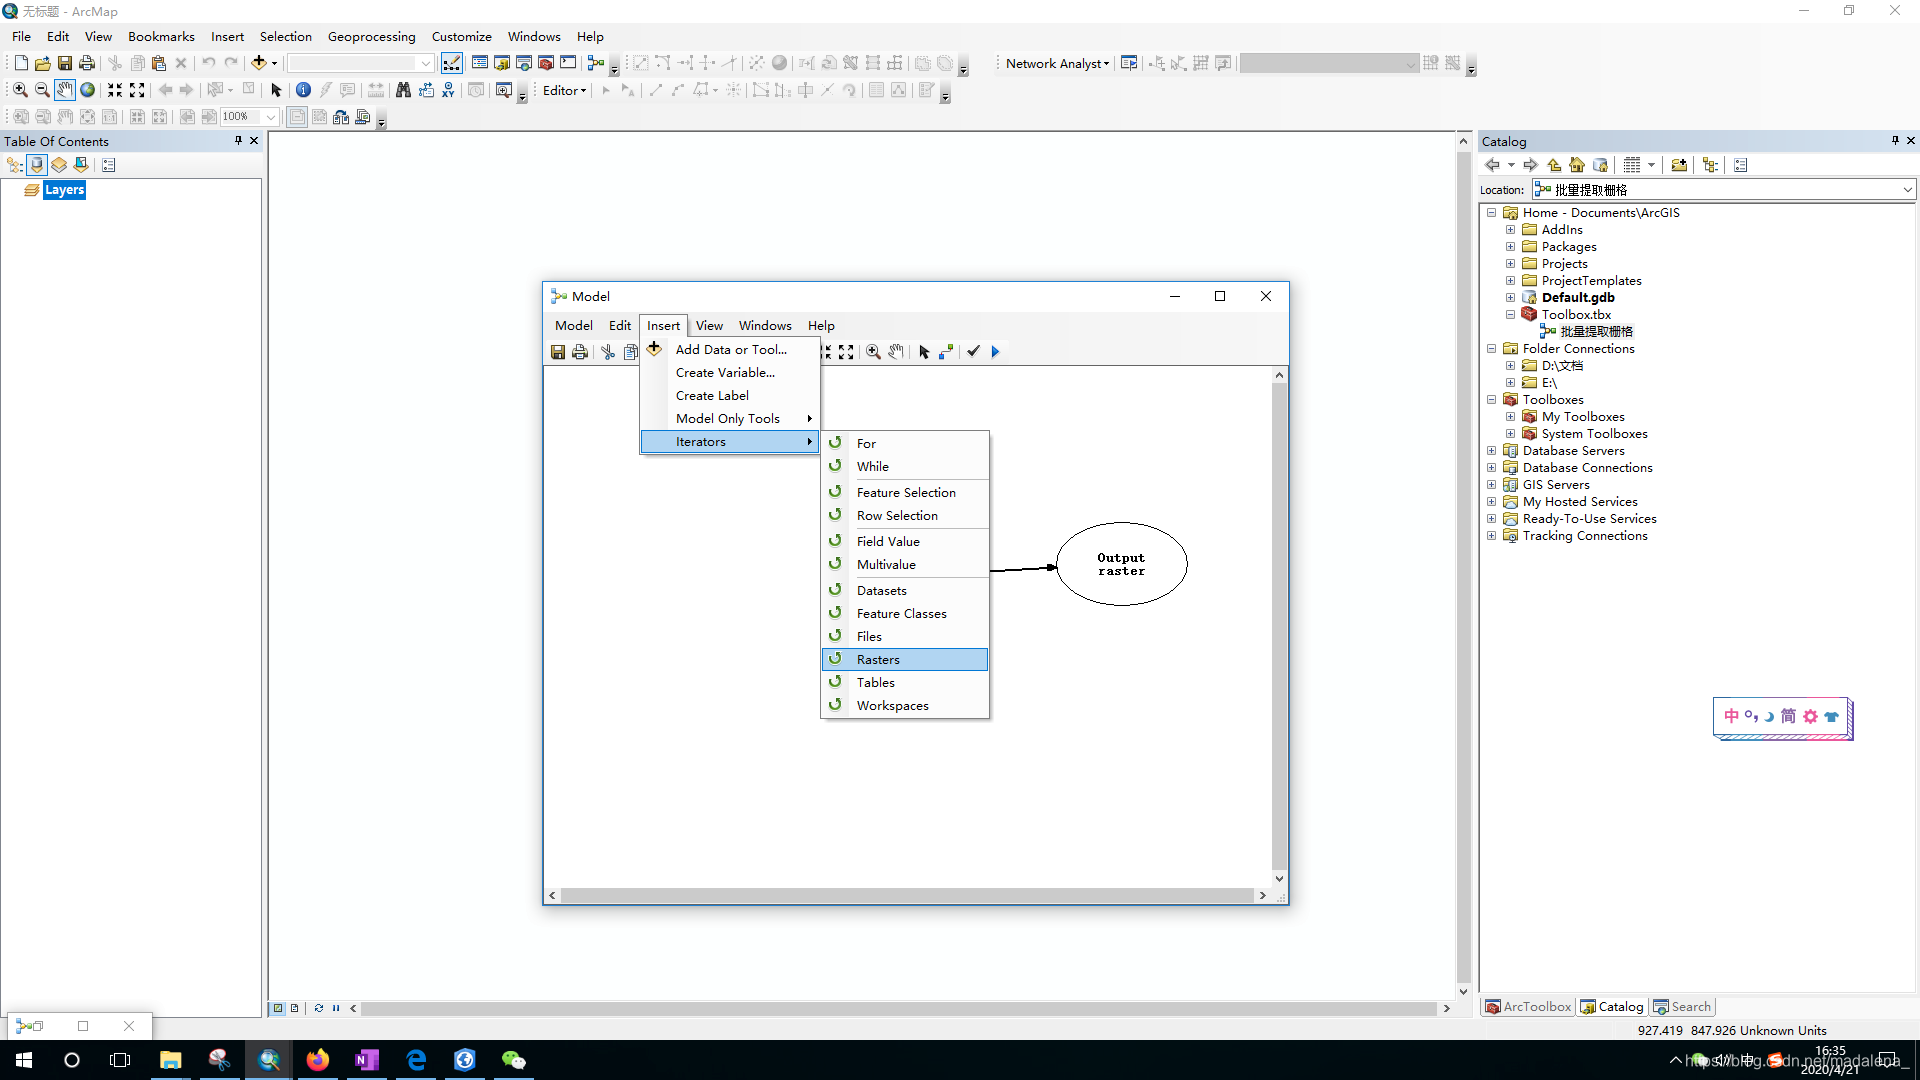 无标题 - ArcMap
File Edit View Bookmarks Insert Selection Geoprocessing Customize Windows Help
Network Analyst
Editor
100%
Table Of Contents
Layers
Model
Model Edit Insert View Windows Help
Add Data or Tool...
Create Variable...
Create Label
Model Only Tools
Iterators
For
While
Feature Selection
Row Selection
Field Value
Multivalue
Datasets
Feature Classes
Files
Rasters
Tables
Workspaces
Output
raster
Catalog
Location: 批量提取栅格
Home - Documents\ArcGIS
AddIns
Packages
Projects
ProjectTemplates
Default.gdb
Toolbox.tbx
批量提取栅格
Folder Connections
D:\文档
E:\
Toolboxes
My Toolboxes
System Toolboxes
Database Servers
Database Connections
GIS Servers
My Hosted Services
Ready-To-Use Services
Tracking Connections
中 简
ArcToolbox Catalog Search
927.419 847.926 Unknown Units
16:35
https://blog.csdn.net/madalena_
2020/4/21